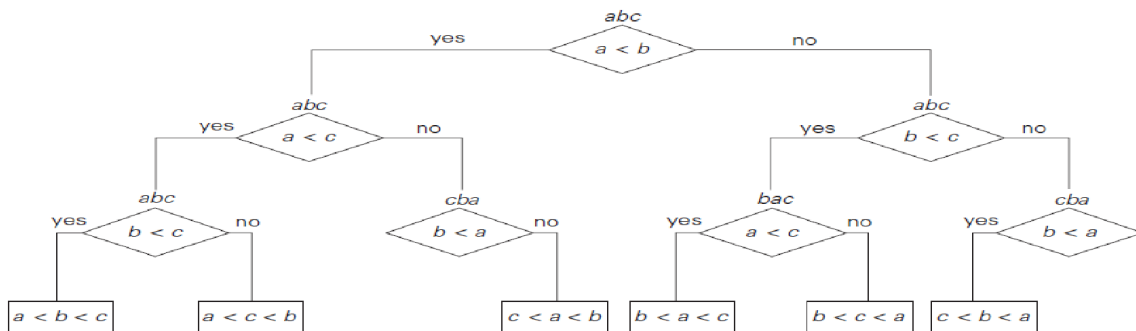 abc
yes
a < b
no
abc
abc
yes
a < c
no
yes
b < c
no
abc
cba
bac
cba
yes
b < c
no
b < a
no
yes
a < c
no
yes
b < a
a < b < c
a < c < b
c < a < b
b < a < c
b < c < a
c < b < a